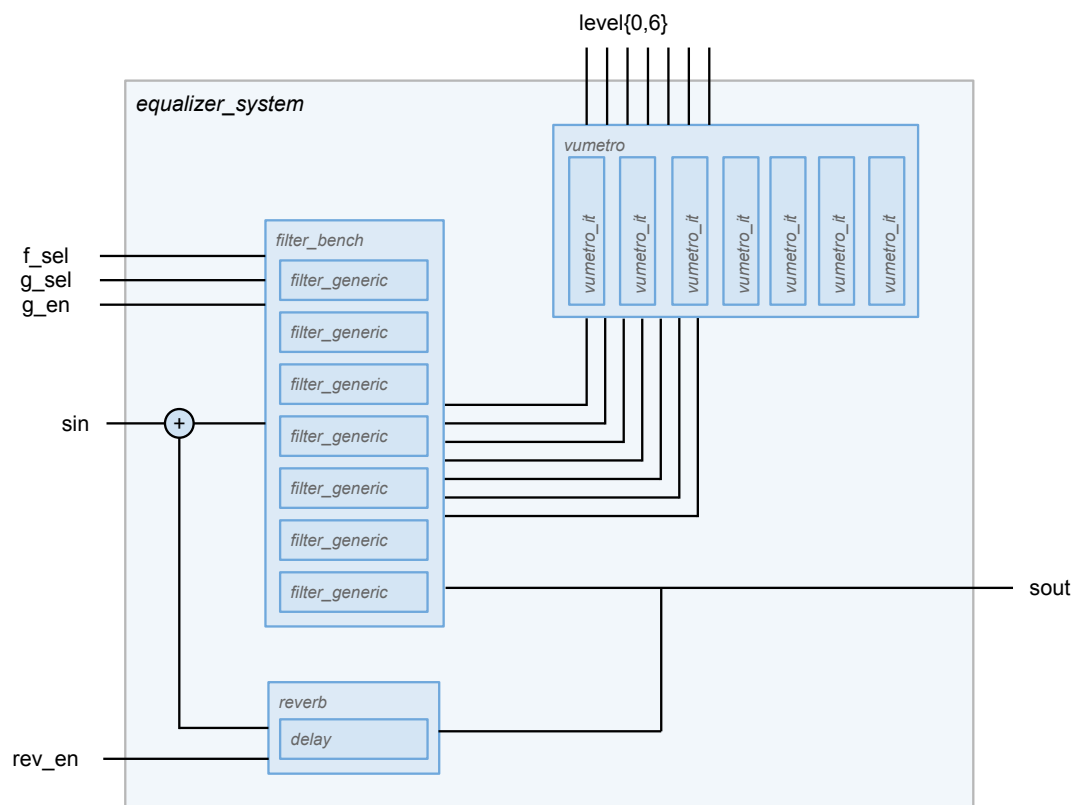 level{0,6}
equalizer_system
vumetro
vumetro_it
vumetro_it
vumetro_it
vumetro_it
vumetro_it
vumetro_it
vumetro_it
f_sel
g_sel
g_en
filter_bench
filter_generic
filter_generic
filter_generic
filter_generic
filter_generic
filter_generic
filter_generic
sin
+
sout
reverb
delay
rev_en